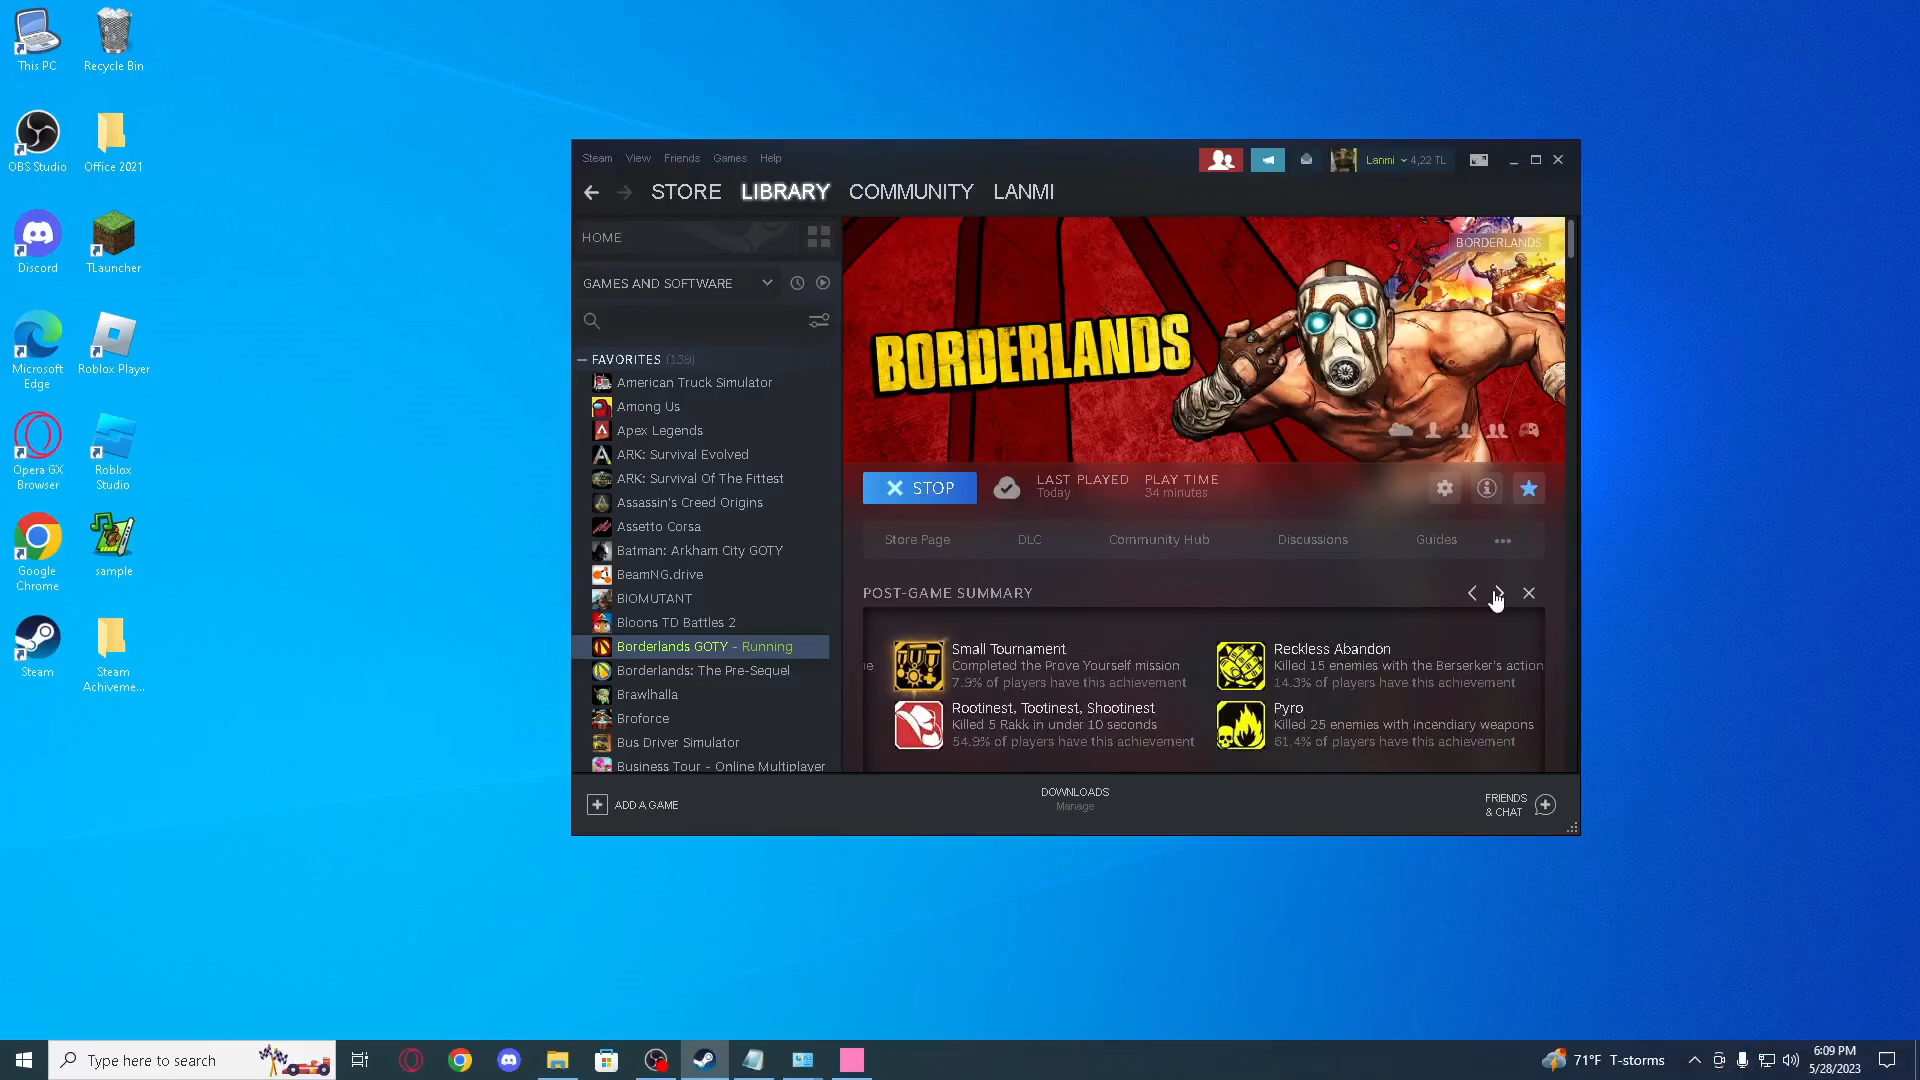 This PC
Recycle Bin
OBS Studio
Office 2021
Discord
TLauncher
Microsoft
Edge
Roblox Player
Opera GX
Browser
Roblox
Studio
Google
Chrome
sample
Steam
Steam
Achiveme...
Steam View Friends Games Help
Lanmi 4,22 TL
STORE LIBRARY COMMUNITY LANMI
HOME
GAMES AND SOFTWARE
FAVORITES (139)
American Truck Simulator
Among Us
Apex Legends
ARK: Survival Evolved
ARK: Survival Of The Fittest
Assassin's Creed Origins
Assetto Corsa
Batman: Arkham City GOTY
BeamNG.drive
BIOMUTANT
Bloons TD Battles 2
Borderlands GOTY - Running
Borderlands: The Pre-Sequel
Brawlhalla
Broforce
Bus Driver Simulator
Business Tour - Online Multiplayer
BORDERLANDS
BORDERLANDS
STOP
LAST PLAYED
Today
PLAY TIME
34 minutes
Store Page DLC Community Hub Discussions Guides
POST-GAME SUMMARY
Small Tournament
Completed the Prove Yourself mission
7.9% of players have this achievement
Reckless Abandon
Killed 15 enemies with the Berserker's action
14.3% of players have this achievement
Rootinest, Tootinest, Shootinest
Killed 5 Rakk in under 10 seconds
54.9% of players have this achievement
Pyro
Killed 25 enemies with incendiary weapons
61.4% of players have this achievement
ADD A GAME
DOWNLOADS
Manage
FRIENDS
& CHAT
Type here to search
71°F T-storms
6:09 PM
5/28/2023